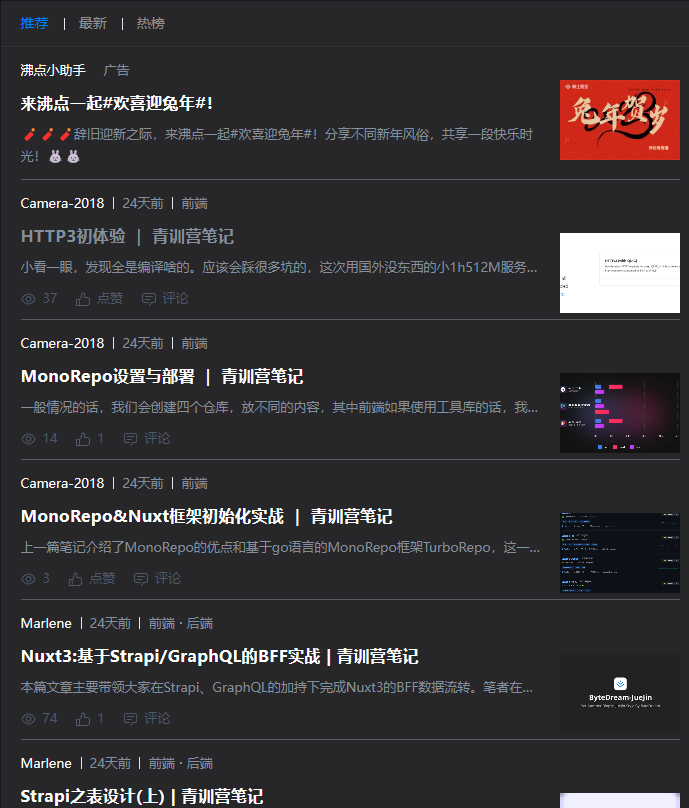 推荐 | 最新 | 热榜
沸点小助手 广告
来沸点一起#欢喜迎兔年#！
🧨🧨🧨辞旧迎新之际，来沸点一起#欢喜迎兔年#！分享不同新年风俗，共享一段快乐时
光！🐰🐰
兔年贺岁
Camera-2018 | 24天前 | 前端
HTTP3初体验 | 青训营笔记
小看一眼，发现全是编译啥的。应该会踩很多坑的，这次用国外没东西的小1h512M服务...
37 点赞 评论
Camera-2018 | 24天前 | 前端
MonoRepo设置与部署 | 青训营笔记
一般情况的话，我们会创建四个仓库，放不同的内容，其中前端如果使用工具库的话，我...
14 1 评论
Camera-2018 | 24天前 | 前端
MonoRepo&Nuxt框架初始化实战 | 青训营笔记
上一篇笔记介绍了MonoRepo的优点和基于go语言的MonoRepo框架TurboRepo，这一...
3 点赞 评论
Marlene | 24天前 | 前端 · 后端
Nuxt3:基于Strapi/GraphQL的BFF实战 | 青训营笔记
本篇文章主要带领大家在Strapi、GraphQL的加持下完成Nuxt3的BFF数据流转。笔者在...
ByteDream-JueJin
74 1 评论
Marlene | 24天前 | 前端 · 后端
Strapi之表设计(上) | 青训营笔记